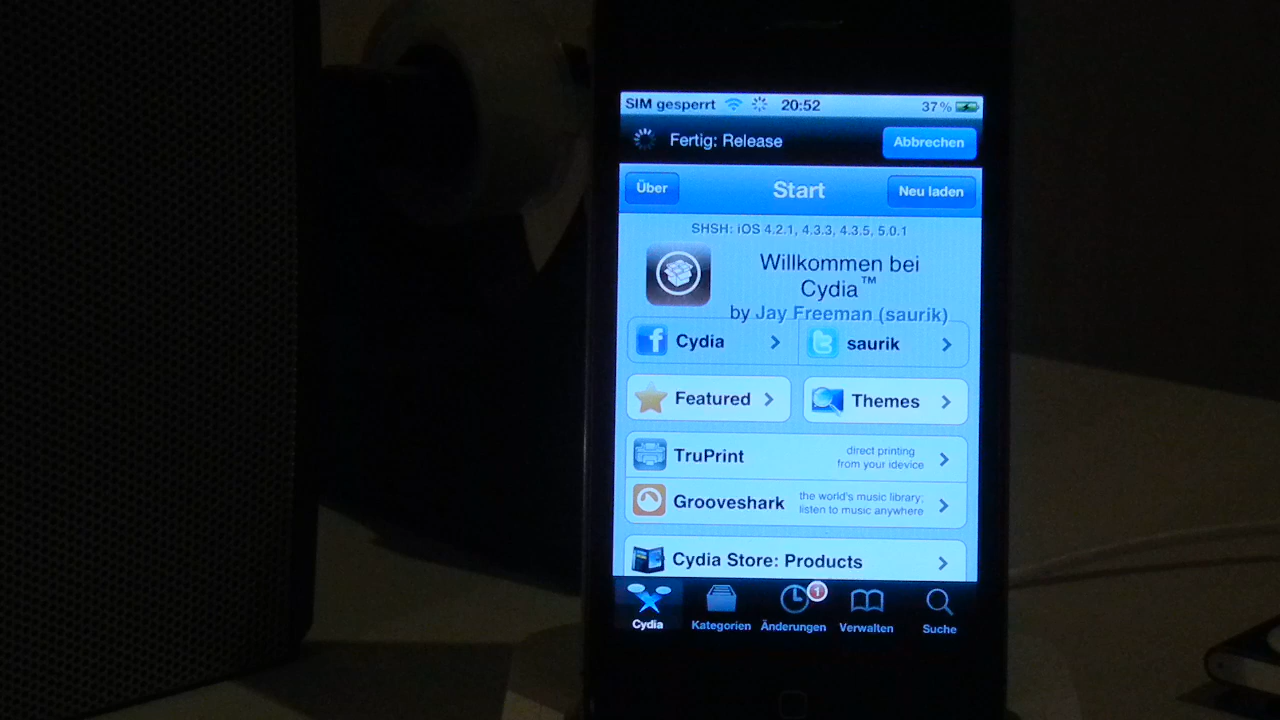 SIM gesperrt 20:52 37%
Fertig: Release Abbrechen
Über Start Neu laden
SHSH: iOS 4.2.1, 4.3.3, 4.3.5, 5.0.1
Willkommen bei
Cydia™
by Jay Freeman (saurik)
Cydia saurik
Featured Themes
TruPrint direct printing
from your idevice
Grooveshark the world's music library:
listen to music anywhere
Cydia Store: Products
1
Cydia Kategorien Änderungen Verwalten Suche